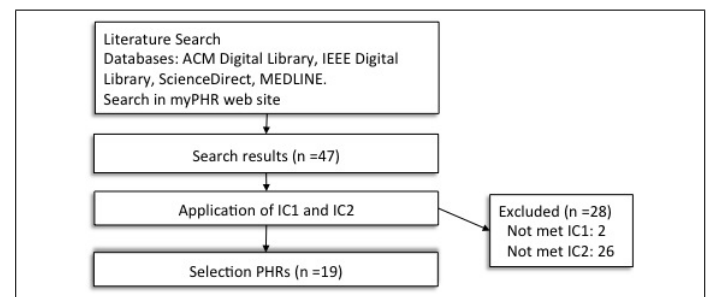 Literature Search
Databases: ACM Digital Library, IEEE Digital
Library, ScienceDirect, MEDLINE.
Search in myPHR web site
Search results (n =47)
Application of IC1 and IC2
Excluded (n =28)
Not met IC1: 2
Not met IC2: 26
Selection PHRs (n =19)